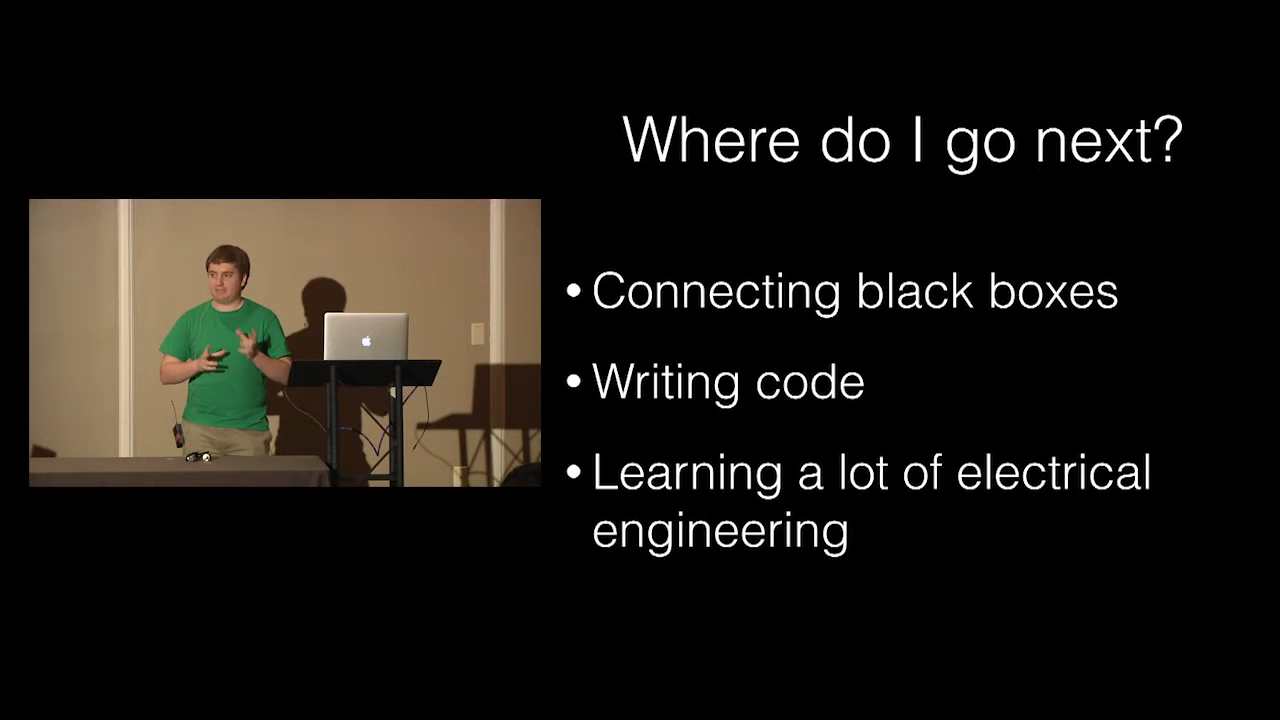 Where do I go next?
• Connecting black boxes
• Writing code
• Learning a lot of electrical
engineering